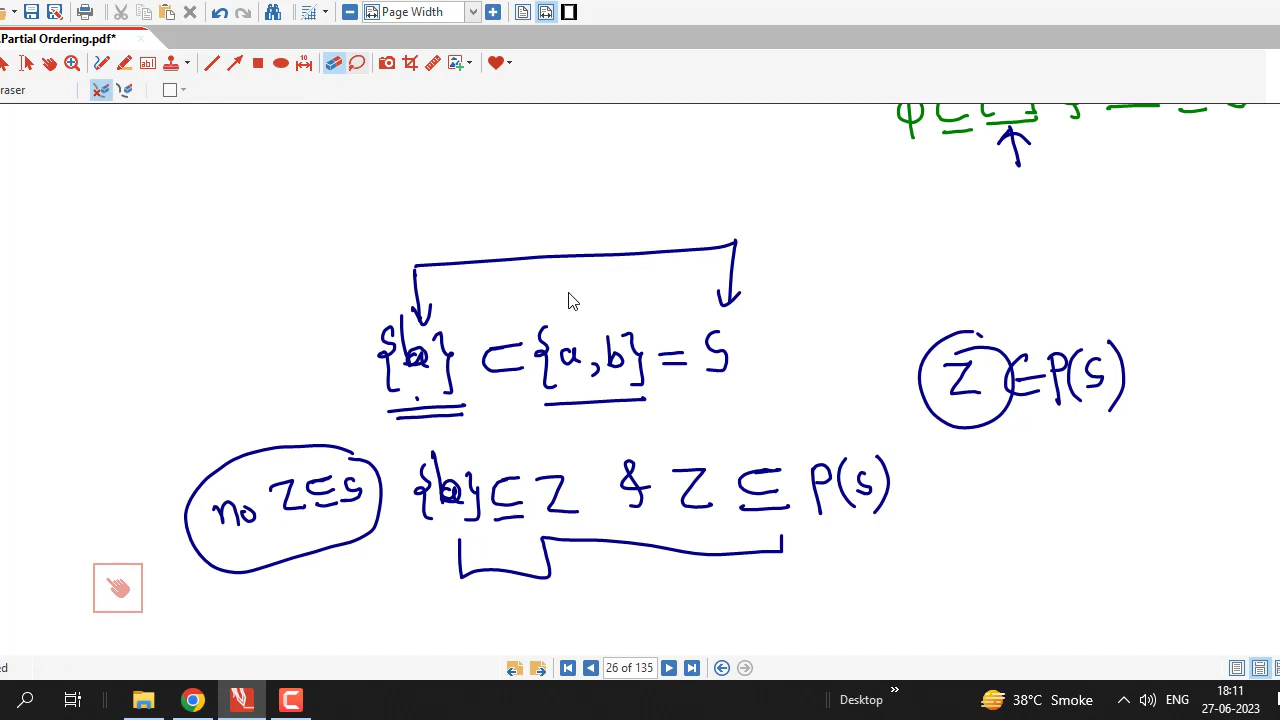 Page Width
.Partial Ordering.pdf*
raser
{b} ⊂ {a, b} = S
Z ⊆ P(S)
no Z ⊆ S {b} ⊆ Z & Z ⊆ P(S)
ed
26 of 135
Desktop
»
38°C Smoke
ENG
18:11
27-06-2023